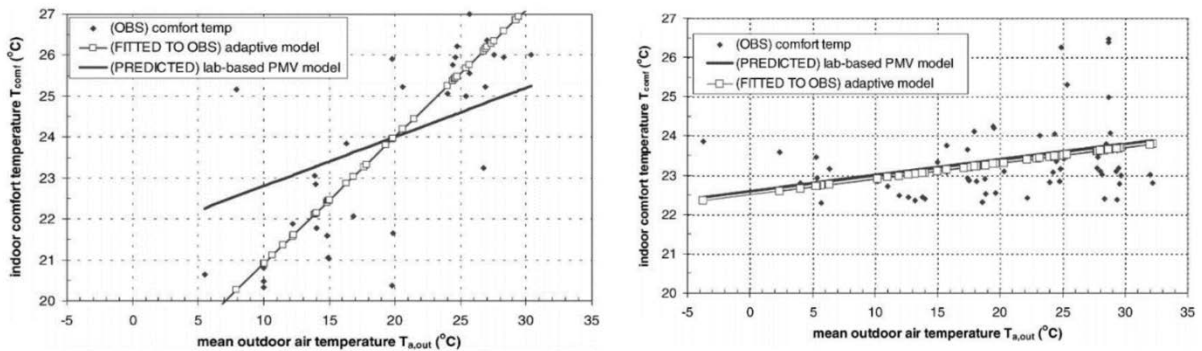 indoor comfort temperature Tcomf (°C)
27
26
25
24
23
22
21
20
(OBS) comfort temp
(FITTED TO OBS) adaptive model
(PREDICTED) lab-based PMV model
-5 0 5 10 15 20 25 30 35
mean outdoor air temperature Ta,out (°C)
indoor comfort temperature Tcomf (°C)
27
26
25
24
23
22
21
20
(OBS) comfort temp
(PREDICTED) lab-based PMV model
(FITTED TO OBS) adaptive model
-5 0 5 10 15 20 25 30 35
mean outdoor air temperature Ta,out (°C)